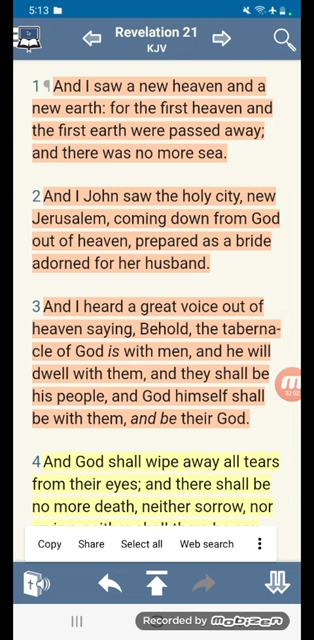 5:13
Revelation 21
KJV
1 ¶ And I saw a new heaven and a
new earth: for the first heaven and
the first earth were passed away;
and there was no more sea.
2 And I John saw the holy city, new
Jerusalem, coming down from God
out of heaven, prepared as a bride
adorned for her husband.
3 And I heard a great voice out of
heaven saying, Behold, the taberna-
cle of God is with men, and he will
dwell with them, and they shall be
his people, and God himself shall
be with them, and be their God.
32:02
4 And God shall wipe away all tears
from their eyes; and there shall be
no more death, neither sorrow, nor
Copy Share Select all Web search
Recorded by mobizen